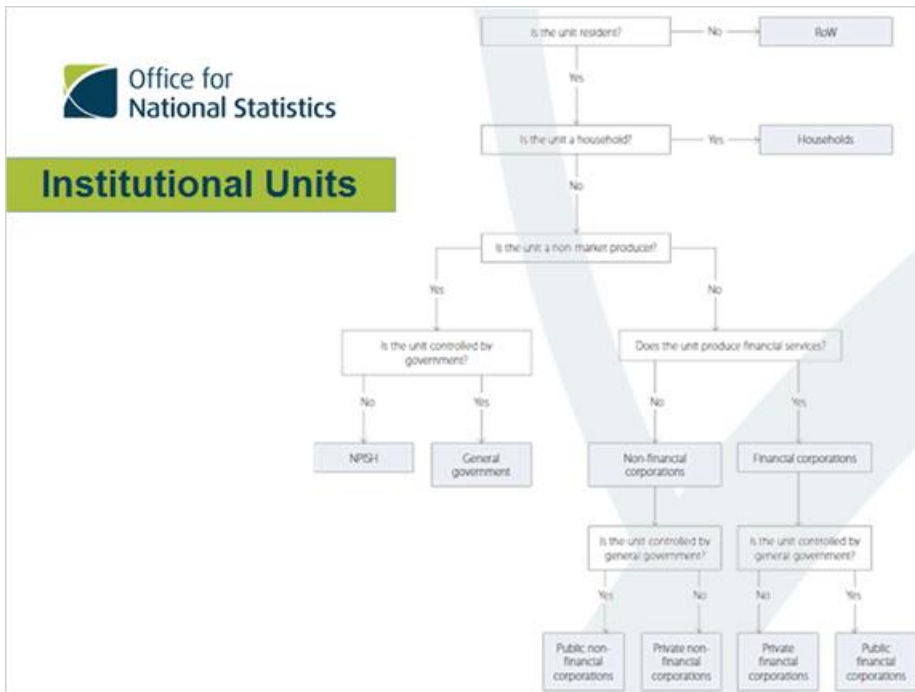 Office for
National Statistics
Institutional Units
Is the unit resident?
No
RoW
Yes
Is the unit a household?
Yes
Households
No
Is the unit a non market producer?
Yes
No
Is the unit controlled by
government?
Does the unit produce financial services?
No
Yes
No
Yes
NPISH
General
government
Non-financial
corporations
Financial corporations
Is the unit controlled by
general government?
Is the unit controlled by
general government?
Yes
No
No
Yes
Public non-
financial
corporations
Private non-
financial
corporations
Private
financial
corporations
Public
financial
corporations